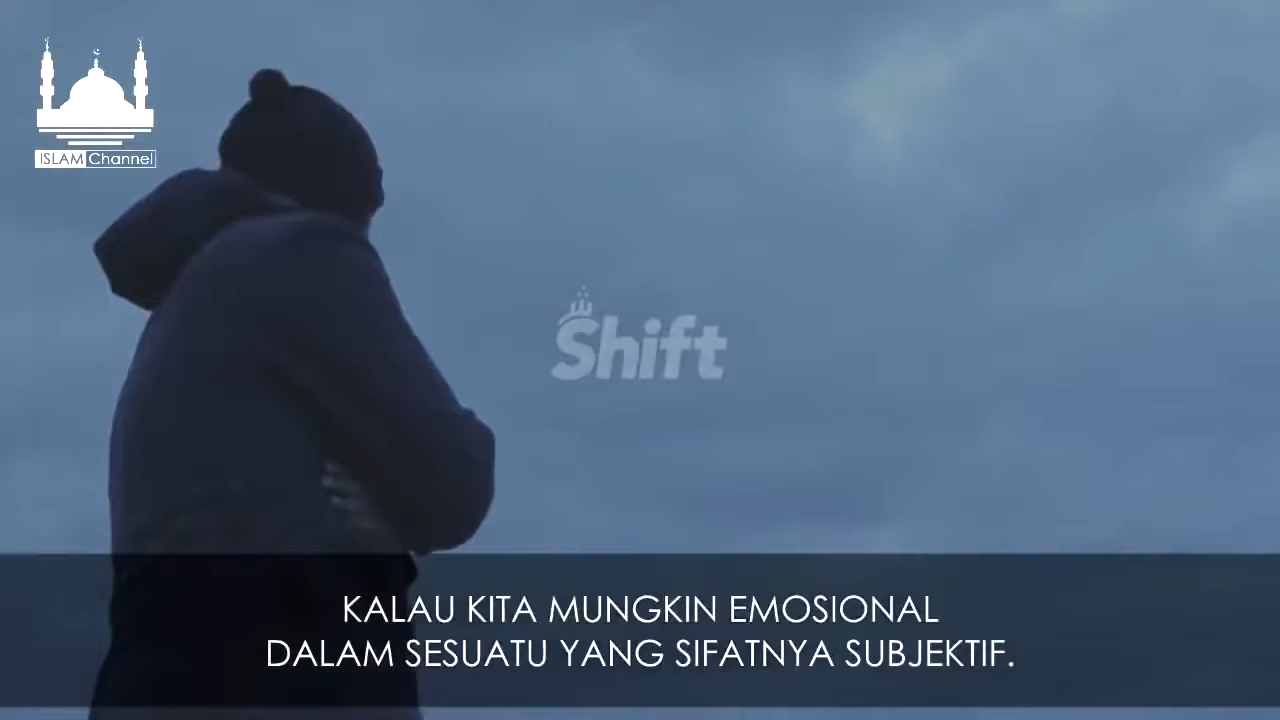 ISLAM Channel
Shift
KALAU KITA MUNGKIN EMOSIONAL
DALAM SESUATU YANG SIFATNYA SUBJEKTIF.